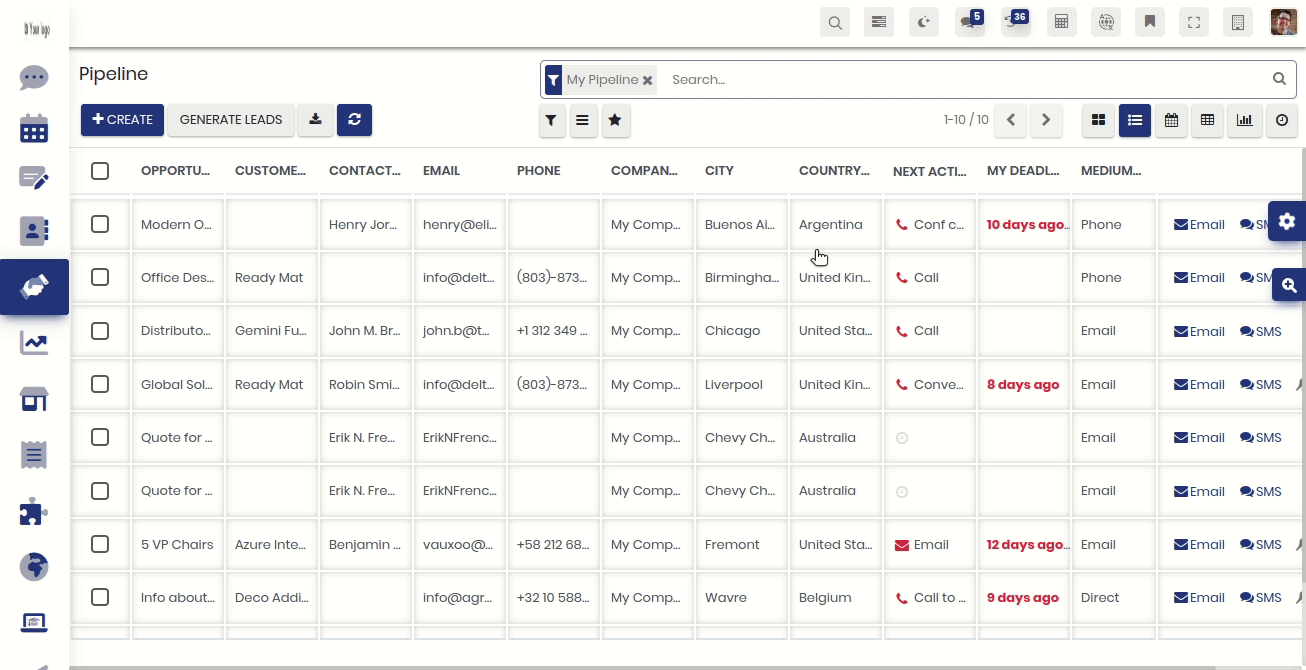 Your logo
5
36
Pipeline
My Pipeline
Search...
CREATE
GENERATE LEADS
1-10 / 10
OPPORTU... CUSTOME... CONTACT... EMAIL PHONE COMPAN... CITY COUNTRY... NEXT ACTI... MY DEADL... MEDIUM...
Modern O... Henry Jor... henry@eli... My Comp... Buenos Ai... Argentina Conf c... 10 days ago... Phone Email SM
Office Des... Ready Mat info@delt... (803)-873... My Comp... Birmingha... United Kin... Call Phone Email SM
Distributo... Gemini Fu... John M. Br... john.b@t... +1 312 349 ... My Comp... Chicago United Sta... Call Email Email SMS
Global Sol... Ready Mat Robin Smi... info@delt... (803)-873... My Comp... Liverpool United Kin... Conve... 8 days ago Email Email SMS
Quote for ... Erik N. Fre... ErikNFrenc... My Comp... Chevy Ch... Australia Email Email SMS
Quote for ... Erik N. Fre... ErikNFrenc... My Comp... Chevy Ch... Australia Email Email SMS
5 VP Chairs Azure Inte... Benjamin ... vauxoo@... +58 212 68... My Comp... Fremont United Sta... Email 12 days ago... Email Email SMS
Info about... Deco Addi... info@agr... +32 10 588... My Comp... Wavre Belgium Call to ... 9 days ago Direct Email SMS